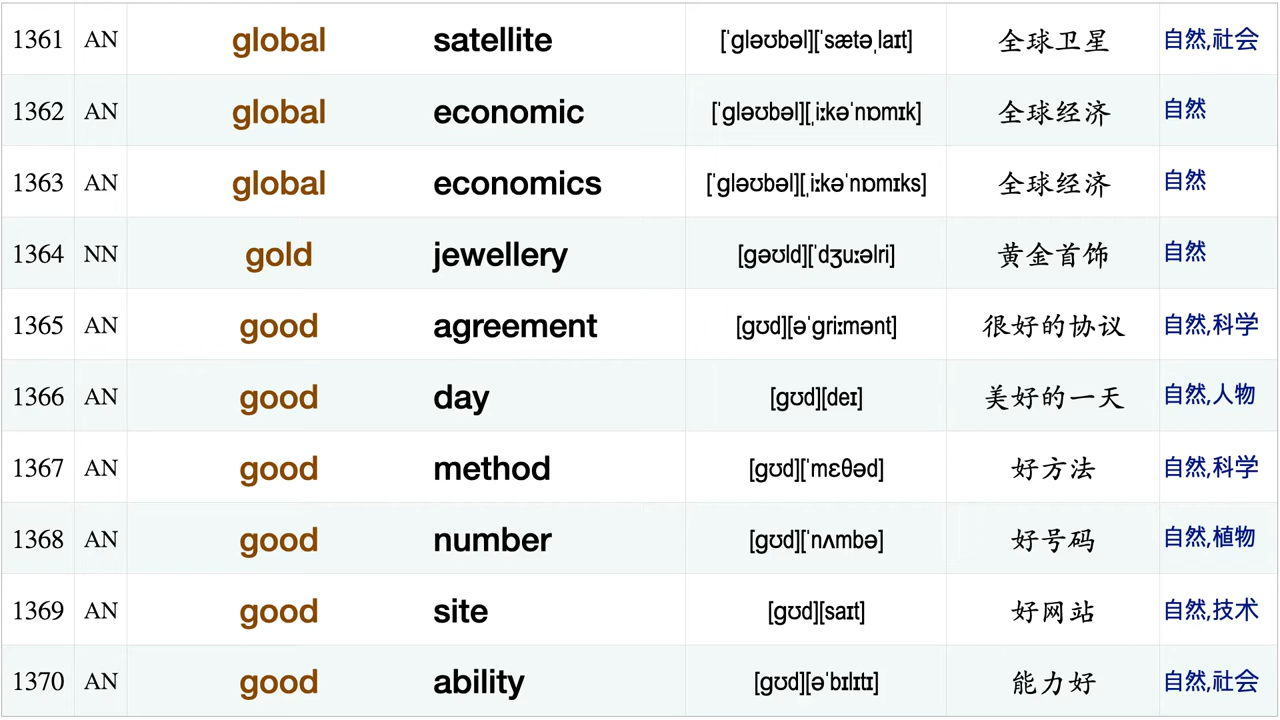 1361 AN global satellite [ˈgləʊbəl][ˈsætəˌlaɪt] 全球卫星 自然,社会
1362 AN global economic [ˈgləʊbəl][ˌiːkəˈnɒmɪk] 全球经济 自然
1363 AN global economics [ˈgləʊbəl][ˌiːkəˈnɒmɪks] 全球经济 自然
1364 NN gold jewellery [gəʊld][ˈdʒuːəlri] 黄金首饰 自然
1365 AN good agreement [gʊd][əˈgriːmənt] 很好的协议 自然,科学
1366 AN good day [gʊd][deɪ] 美好的一天 自然,人物
1367 AN good method [gʊd][ˈmɛθəd] 好方法 自然,科学
1368 AN good number [gʊd][ˈnʌmbə] 好号码 自然,植物
1369 AN good site [gʊd][saɪt] 好网站 自然,技术
1370 AN good ability [gʊd][əˈbɪlɪtɪ] 能力好 自然,社会